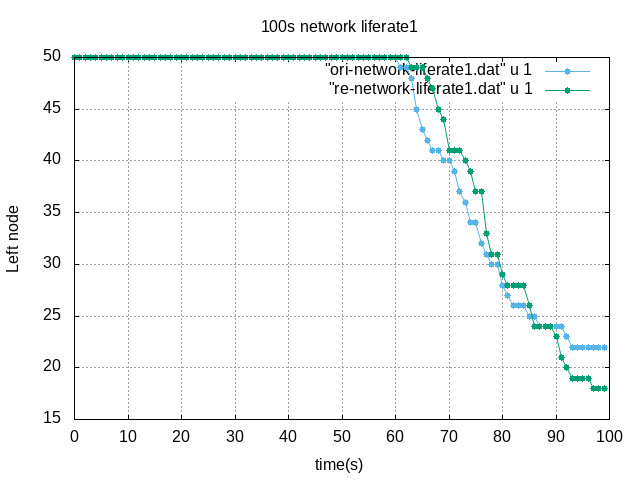 100s network liferate1
"ori-network-liferate1.dat" u 1
"re-network-liferate1.dat" u 1
Left node
50
45
40
35
30
25
20
15
0 10 20 30 40 50 60 70 80 90 100
time(s)